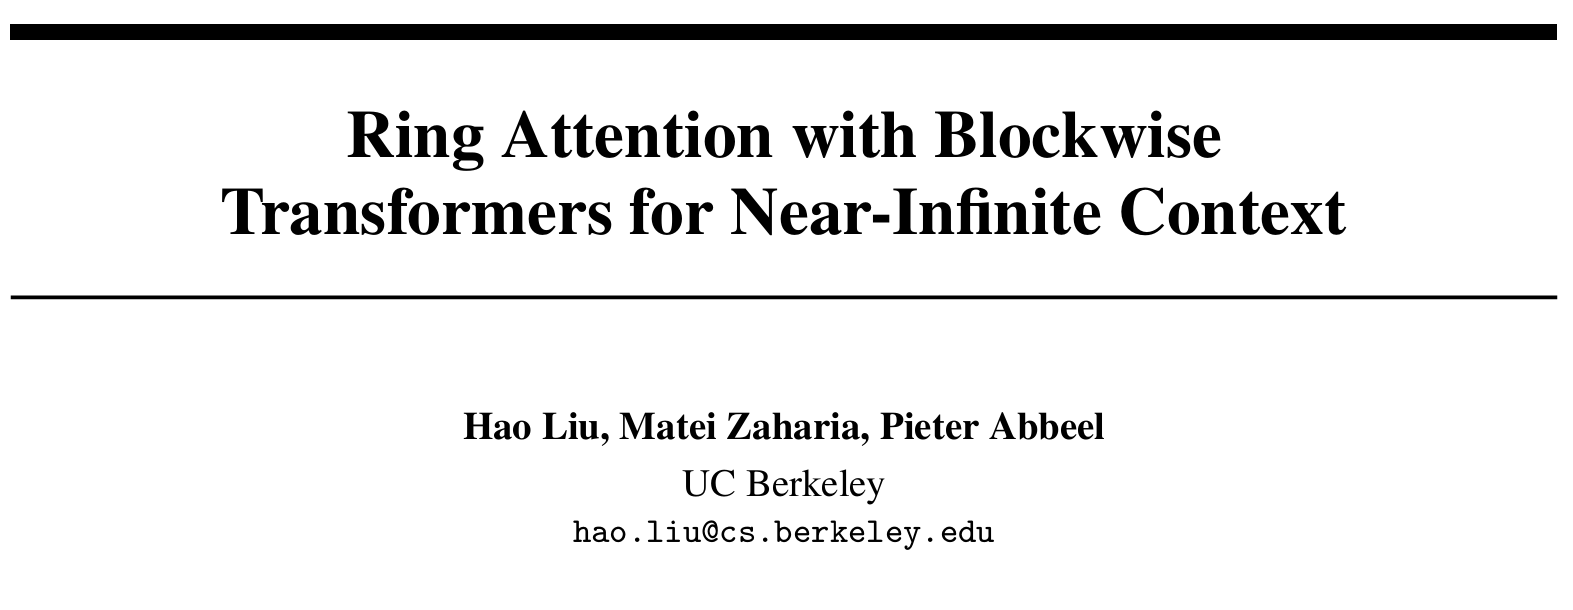 Ring Attention with Blockwise
Transformers for Near-Infinite Context
Hao Liu, Matei Zaharia, Pieter Abbeel
UC Berkeley
hao.liu@cs.berkeley.edu